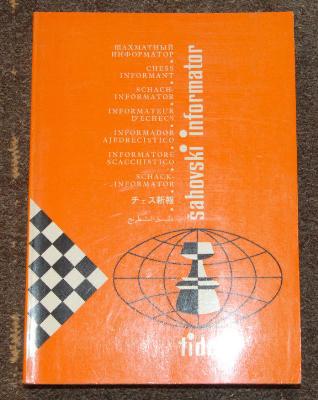 ШАХМАТНЫЙ
ИНФОРМАТОР
CHESS
INFORMANT
SCHACH-
INFORMATOR
INFORMATEUR
D'ECHECS
INFORMADOR
AJEDRECISTICO
INFORMATORE
SCACCHISTICO
SCHACK-
-INFORMATOR
チェス新報
šahovski informator